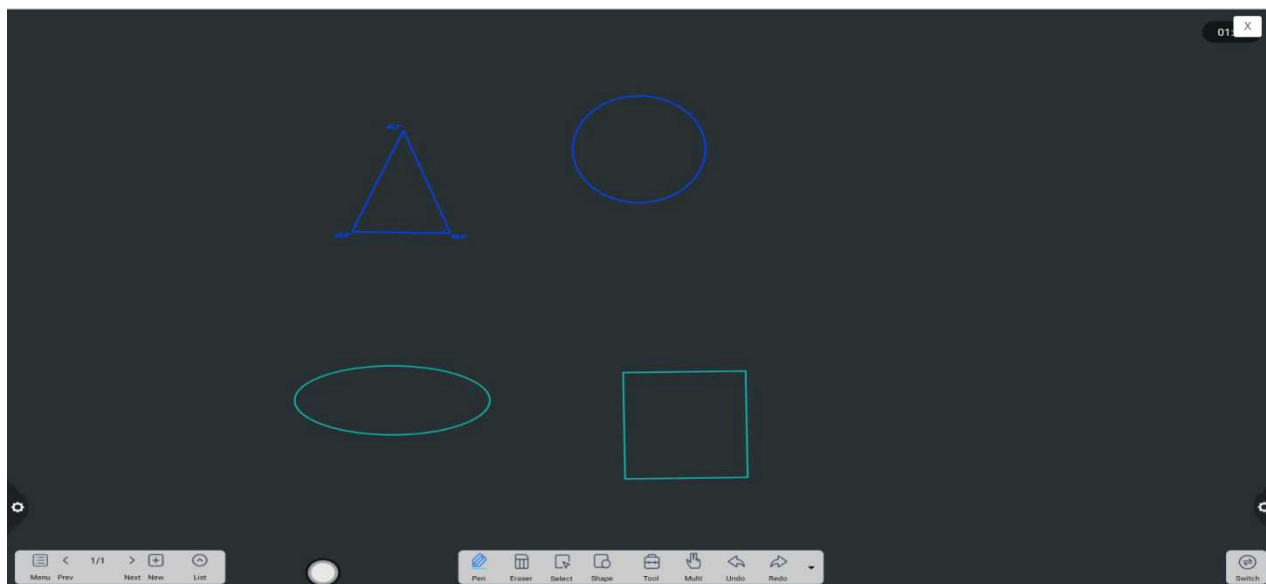 01:
X
1/1
Menu Prev Next New List
Pen Eraser Select Shape Tool Multi Undo Redo
Switch